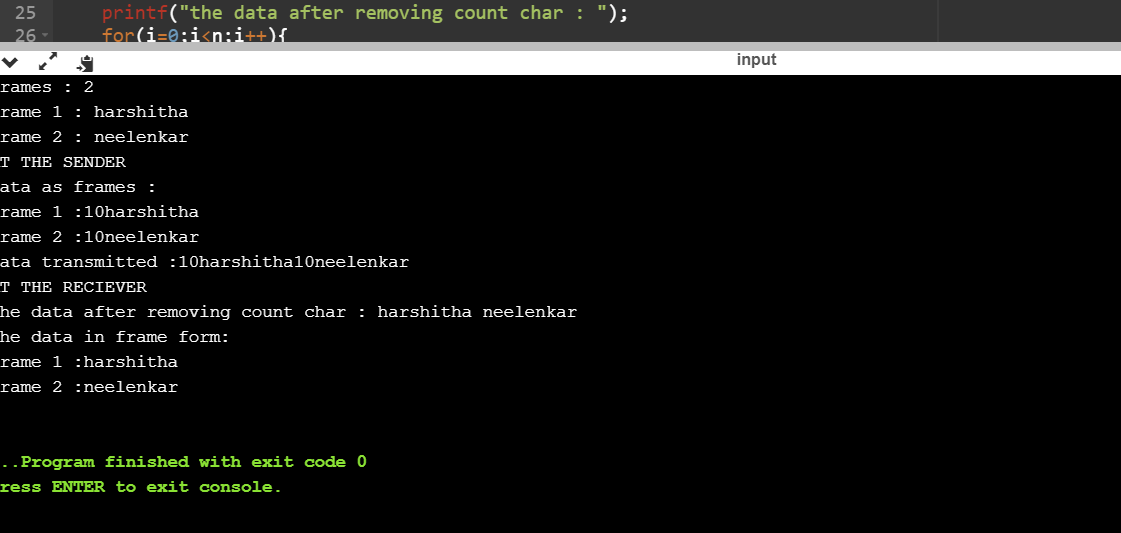 25 printf("the data after removing count char : ");
26 for(i=0;i<n;i++){
input
rames : 2
rame 1 : harshitha
rame 2 : neelenkar
T THE SENDER
ata as frames :
rame 1 :10harshitha
rame 2 :10neelenkar
ata transmitted :10harshitha10neelenkar
T THE RECIEVER
he data after removing count char : harshitha neelenkar
he data in frame form:
rame 1 :harshitha
rame 2 :neelenkar
..Program finished with exit code 0
ress ENTER to exit console.